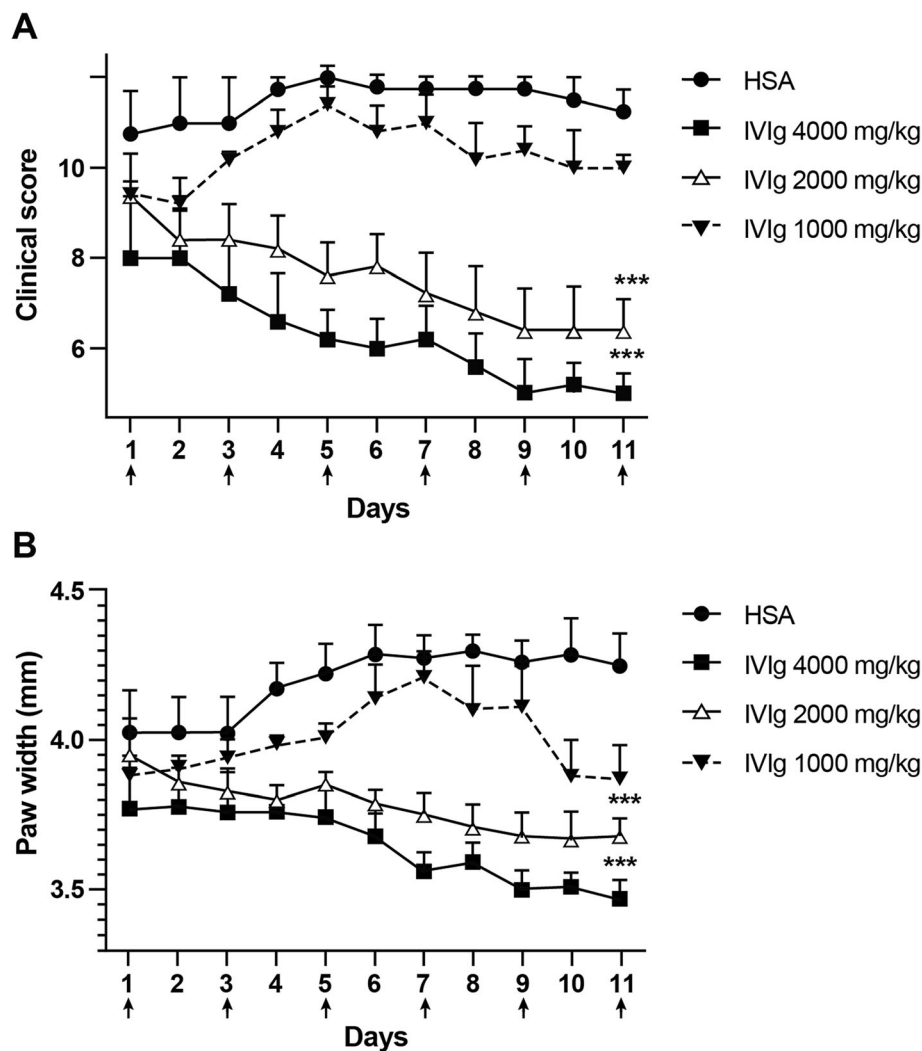 A
Clinical score
10
8
6
HSA
IVIg 4000 mg/kg
IVIg 2000 mg/kg
IVIg 1000 mg/kg
***
***
1 2 3 4 5 6 7 8 9 10 11
Days
B
Paw width (mm)
4.5
4.0
3.5
HSA
IVIg 4000 mg/kg
IVIg 2000 mg/kg
IVIg 1000 mg/kg
***
***
1 2 3 4 5 6 7 8 9 10 11
Days